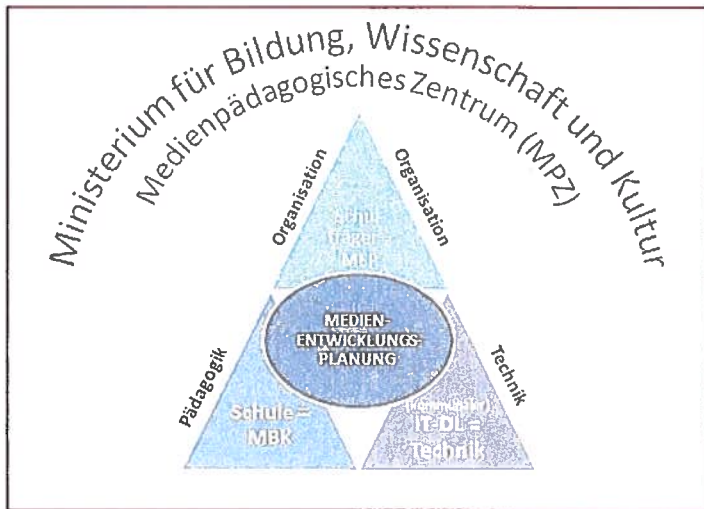 Ministerium für Bildung, Wissenschaft und Kultur
Medienpädagogisches Zentrum (MPZ)
Organisation
Organisation
Schul
träger =
MEP
MEDIEN-
ENTWICKLUNGS-
PLANUNG
Pädagogik
Technik
Schule =
MBK
IT-DL =
Technik